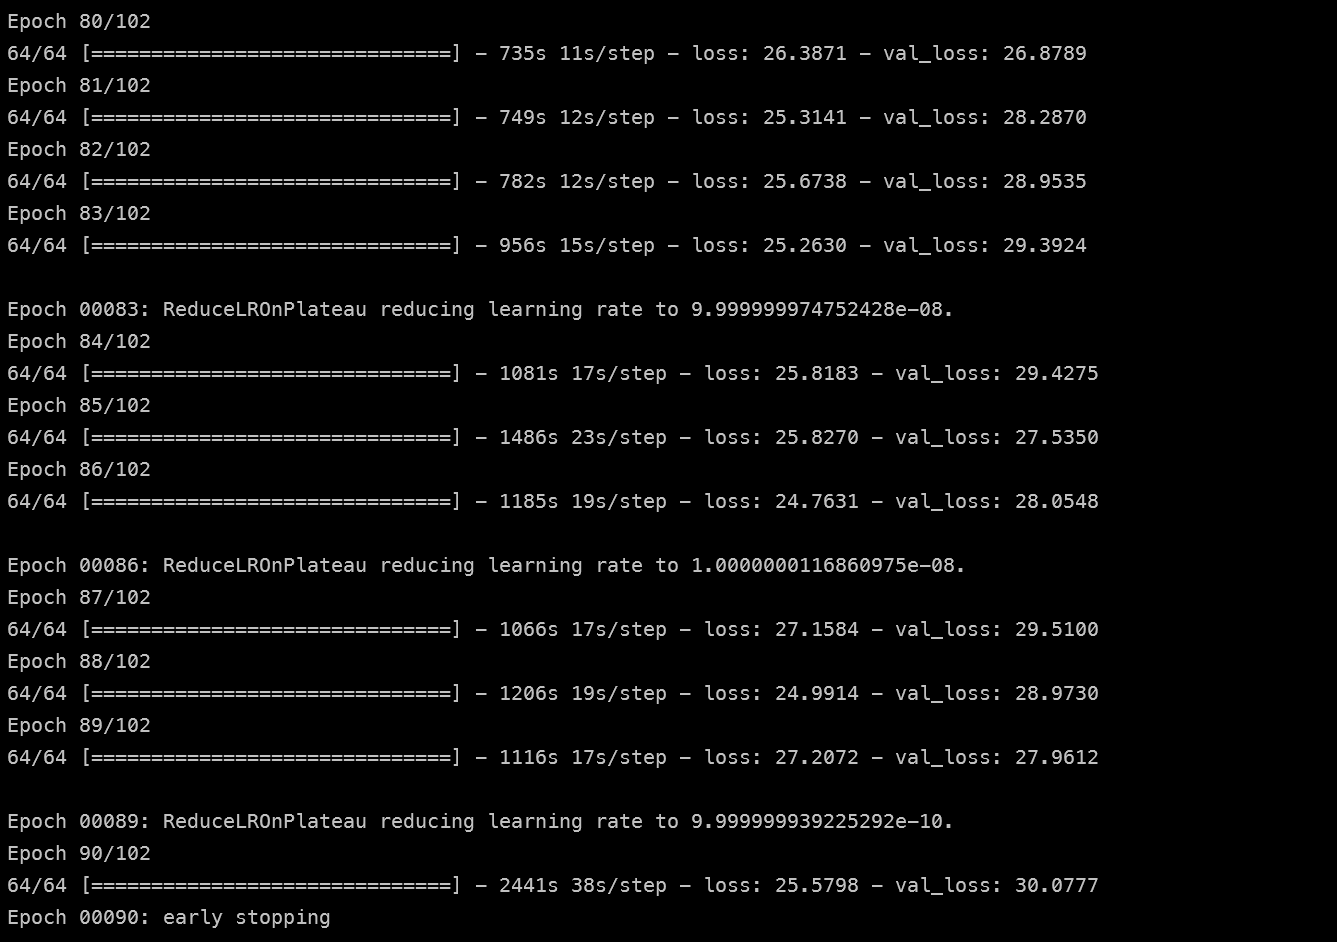 Epoch 80/102
64/64 [==============================] - 735s 11s/step - loss: 26.3871 - val_loss: 26.8789
Epoch 81/102
64/64 [==============================] - 749s 12s/step - loss: 25.3141 - val_loss: 28.2870
Epoch 82/102
64/64 [==============================] - 782s 12s/step - loss: 25.6738 - val_loss: 28.9535
Epoch 83/102
64/64 [==============================] - 956s 15s/step - loss: 25.2630 - val_loss: 29.3924
Epoch 00083: ReduceLROnPlateau reducing learning rate to 9.999999974752428e-08.
Epoch 84/102
64/64 [==============================] - 1081s 17s/step - loss: 25.8183 - val_loss: 29.4275
Epoch 85/102
64/64 [==============================] - 1486s 23s/step - loss: 25.8270 - val_loss: 27.5350
Epoch 86/102
64/64 [==============================] - 1185s 19s/step - loss: 24.7631 - val_loss: 28.0548
Epoch 00086: ReduceLROnPlateau reducing learning rate to 1.0000000116860975e-08.
Epoch 87/102
64/64 [==============================] - 1066s 17s/step - loss: 27.1584 - val_loss: 29.5100
Epoch 88/102
64/64 [==============================] - 1206s 19s/step - loss: 24.9914 - val_loss: 28.9730
Epoch 89/102
64/64 [==============================] - 1116s 17s/step - loss: 27.2072 - val_loss: 27.9612
Epoch 00089: ReduceLROnPlateau reducing learning rate to 9.999999939225292e-10.
Epoch 90/102
64/64 [==============================] - 2441s 38s/step - loss: 25.5798 - val_loss: 30.0777
Epoch 00090: early stopping